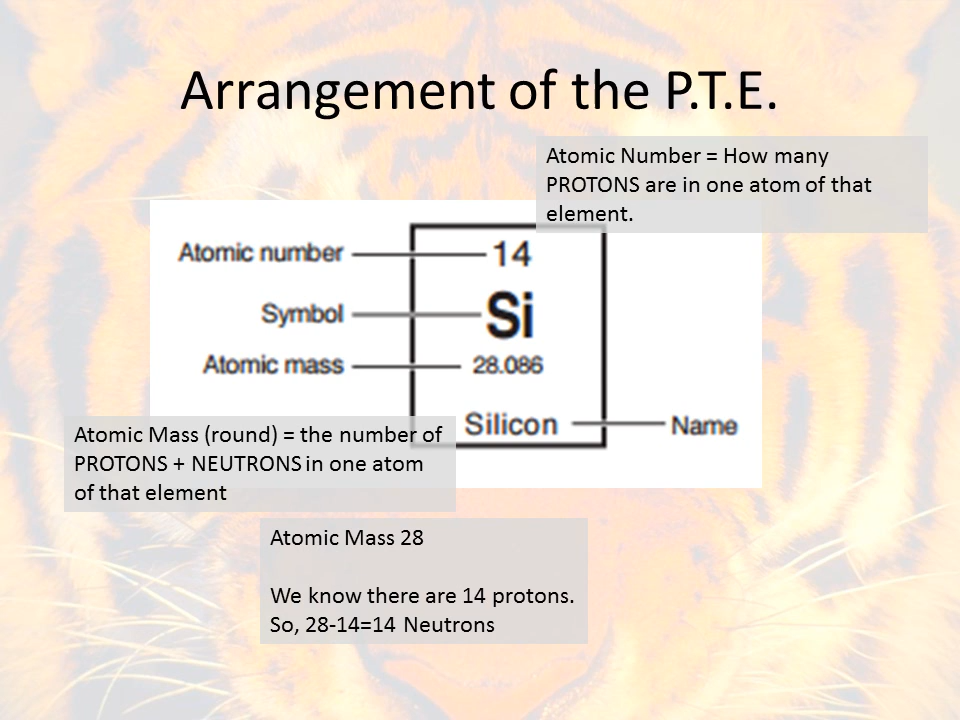 Arrangement of the P.T.E.
Atomic Number = How many
PROTONS are in one atom of that
element.
Atomic number
14
Symbol
Si
Atomic mass
28.086
Silicon
Name
Atomic Mass (round) = the number of
PROTONS + NEUTRONS in one atom
of that element
Atomic Mass 28
We know there are 14 protons.
So, 28-14=14 Neutrons